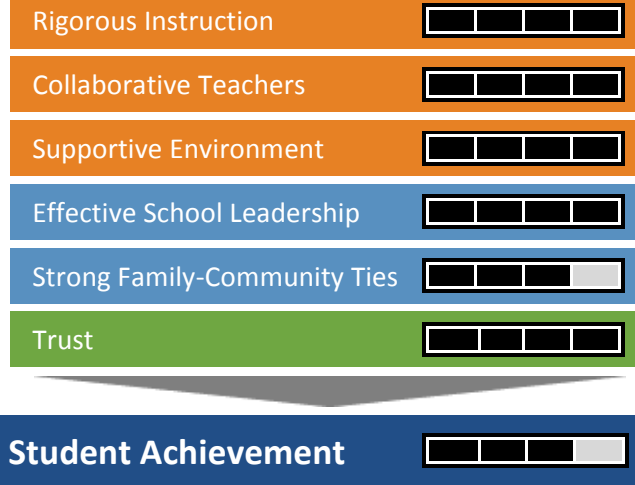 Rigorous Instruction
Collaborative Teachers
Supportive Environment
Effective School Leadership
Strong Family-Community Ties
Trust
Student Achievement